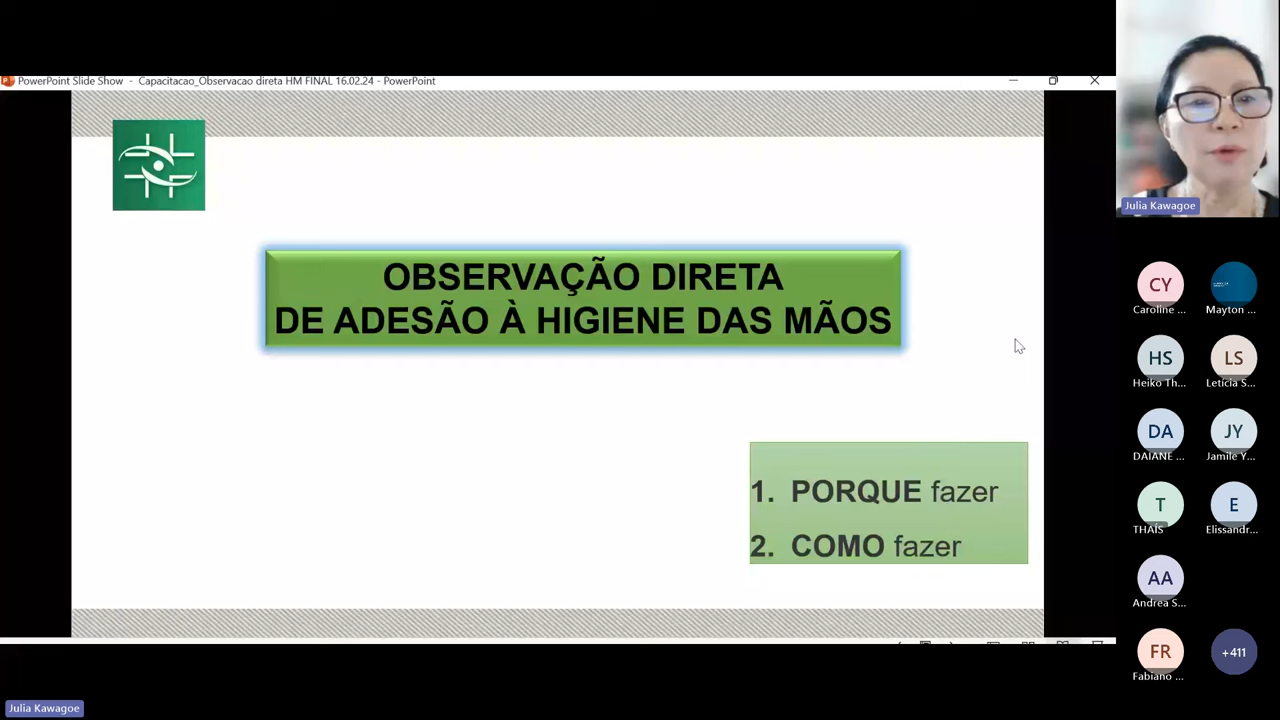 PowerPoint Slide Show - Capacitacao_Observacao direta HM FINAL 16.02.24 - PowerPoint
OBSERVAÇÃO DIRETA
DE ADESÃO À HIGIENE DAS MÃOS
1. PORQUE fazer
2. COMO fazer
Julia Kawagoe
CY
Caroline ...
Mayton ...
HS
Heiko Th...
LS
Letícia S...
DA
DAIANE ...
JY
Jamile Y...
T
THAÍS
E
Elissandr...
AA
Andrea S...
FR
Fabiano ...
+411
Julia Kawagoe